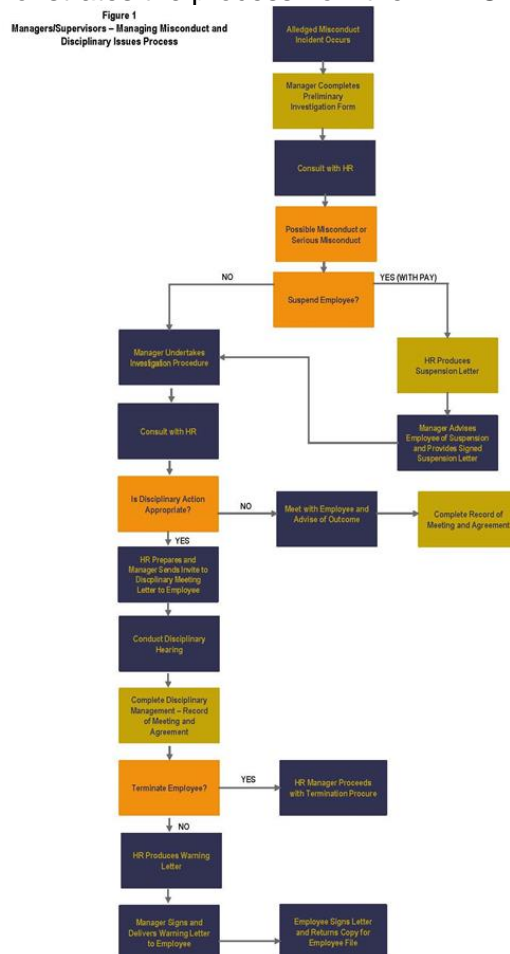 Figure 1
Managers/Supervisors – Managing Misconduct and
Disciplinary Issues Process
Alledged Misconduct
Incident Occurs
Manager Coompletes
Preliminary
Investigation Form
Consult with HR
Possible Misconduct or
Serious Misconduct
NO
YES (WITH PAY)
Suspend Employee?
Manager Undertakes
Investigation Procedure
HR Produces
Suspension Letter
Consult with HR
Manager Advises
Employee of Suspension
and Provides Signed
Suspension Letter
Is Disciplinary Action
Appropriate?
NO
Meet with Employee and
Advise of Outcome
Complete Record of
Meeting and Agreement
YES
HR Prepares and
Manager Sends Invite to
Discplinary Meeting
Letter to Employee
Conduct Disciplinary
Hearing
Complete Disciplinary
Management – Record
of Meeting and
Agreement
Terminate Employee?
YES
HR Manager Proceeds
with Termination Procure
NO
HR Produces Warning
Letter
Manager Signs and
Delivers Warning Letter
to Employee
Employee Signs Letter
and Returns Copy for
Employee File